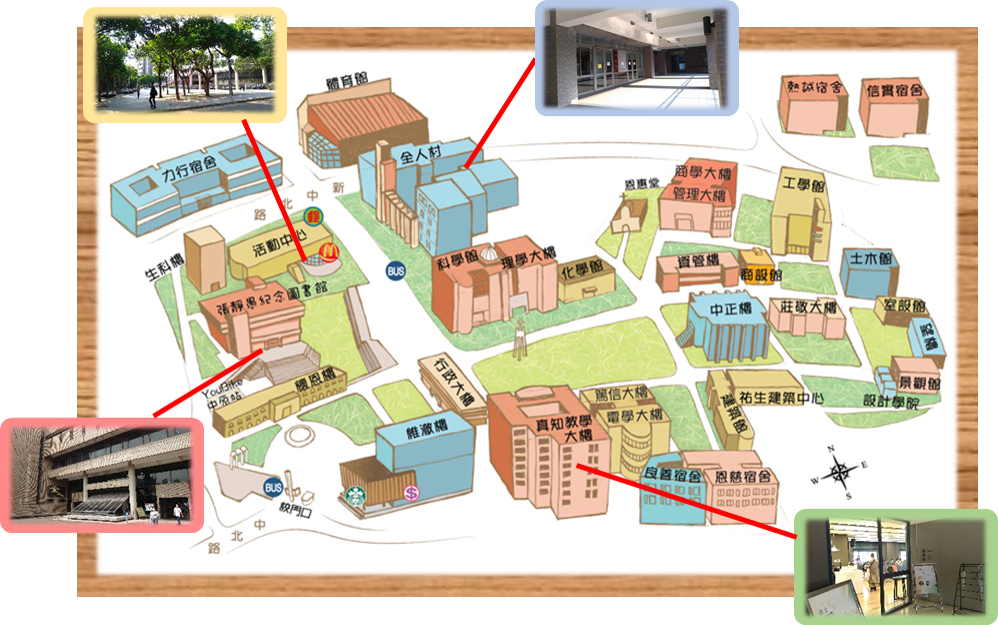 體育館
熱誠宿舍
信實宿舍
全人村
力行宿舍
新
中
北
路
郵
恩惠堂
商學大樓
管理大樓
工學館
活動中心
生科樓
BUS
科學館
理學大樓
化學館
資管樓
商設館
土木館
張靜愚紀念圖書館
中正樓
莊敬大樓
室設館
YouBike
中原站
懷恩樓
行政大樓
景觀館
設計學院
祐生建築中心
建築館
篤信大樓
電學大樓
真知教學
大樓
維澈樓
良善宿舍
恩慈宿舍
N
W
E
S
BUS
校門口
中
北
路